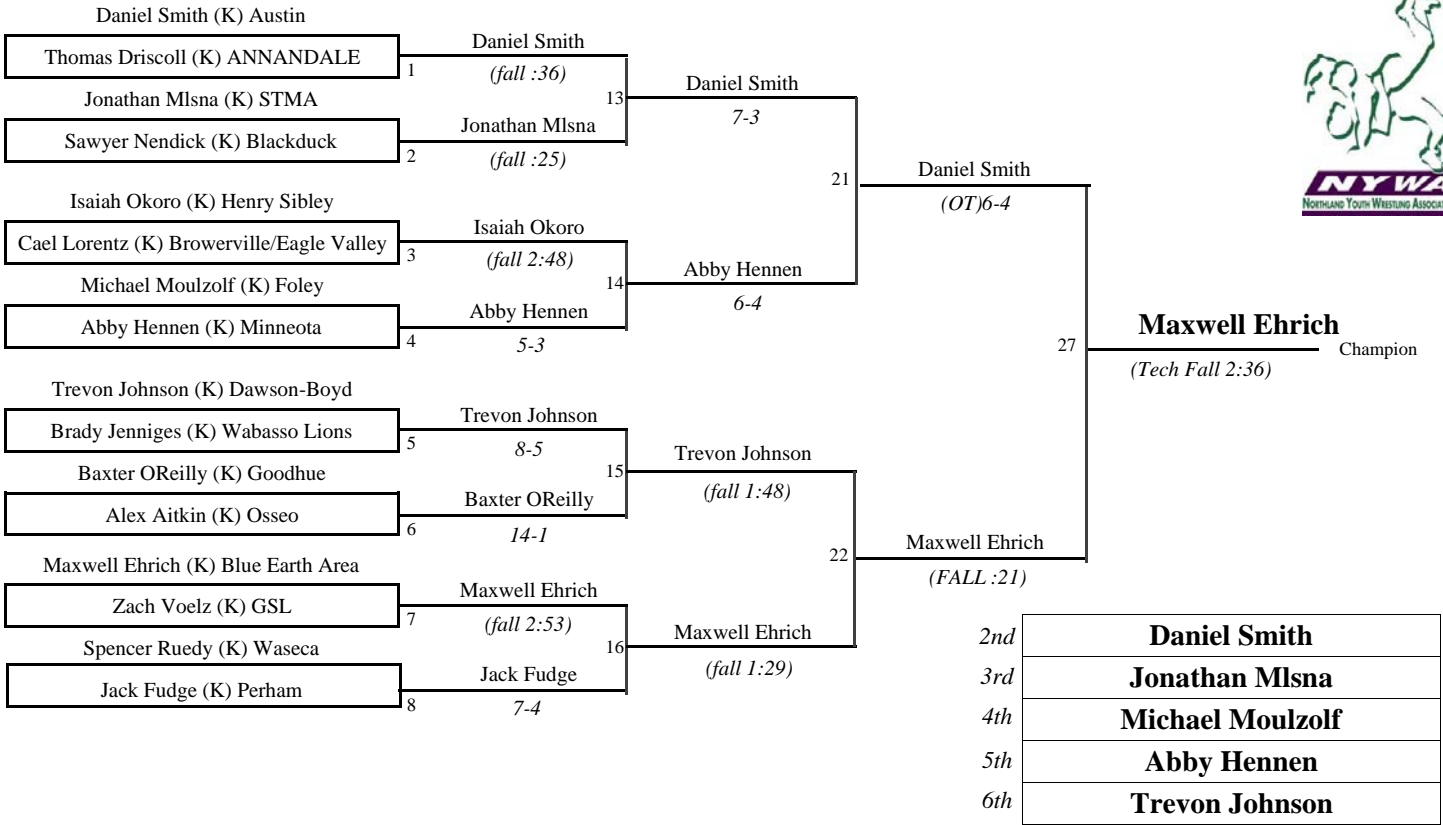 Daniel Smith (K) Austin
Thomas Driscoll (K) ANNANDALE
1
Daniel Smith
(fall :36)
Jonathan Mlsna (K) STMA
Sawyer Nendick (K) Blackduck
2
Jonathan Mlsna
(fall :25)
13
Daniel Smith
7-3
Isaiah Okoro (K) Henry Sibley
Cael Lorentz (K) Browerville/Eagle Valley
3
Isaiah Okoro
(fall 2:48)
Michael Moulzolf (K) Foley
Abby Hennen (K) Minneota
4
Abby Hennen
5-3
14
Abby Hennen
6-4
21
Daniel Smith
(OT)6-4
Trevon Johnson (K) Dawson-Boyd
Brady Jenniges (K) Wabasso Lions
5
Trevon Johnson
8-5
Baxter OReilly (K) Goodhue
Alex Aitkin (K) Osseo
6
Baxter OReilly
14-1
15
Trevon Johnson
(fall 1:48)
Maxwell Ehrich (K) Blue Earth Area
Zach Voelz (K) GSL
7
Maxwell Ehrich
(fall 2:53)
Spencer Ruedy (K) Waseca
Jack Fudge (K) Perham
8
Jack Fudge
7-4
16
Maxwell Ehrich
(fall 1:29)
22
Maxwell Ehrich
(FALL :21)
27
Maxwell Ehrich
Champion
(Tech Fall 2:36)
NYWA
NORTHLAND YOUTH WRESTLING
2nd Daniel Smith
3rd Jonathan Mlsna
4th Michael Moulzolf
5th Abby Hennen
6th Trevon Johnson